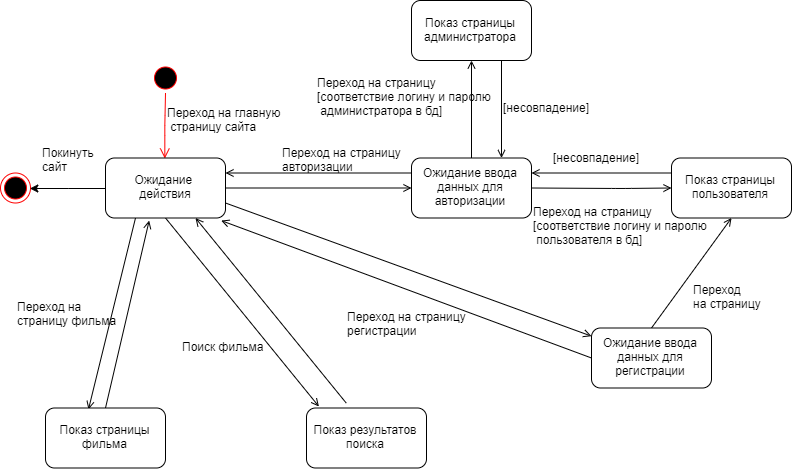 Показ страницы
администратора
Переход на страницу
[соответствие логину и паролю
администратора в бд]
[несовпадение]
Переход на главную
страницу сайта
Покинуть
сайт
Ожидание
действия
Переход на страницу
авторизации
Ожидание ввода
данных для
авторизации
[несовпадение]
Показ страницы
пользователя
Переход на страницу
[соответствие логину и паролю
пользователя в бд]
Переход
на страницу
Переход на
страницу фильма
Поиск фильма
Переход на страницу
регистрации
Ожидание ввода
данных для
регистрации
Показ страницы
фильма
Показ результатов
поиска